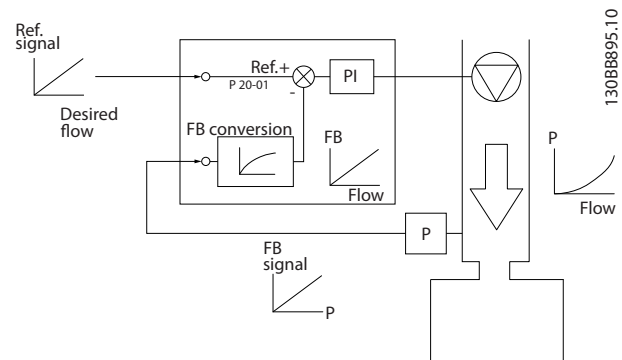 Ref.
signal
Desired
flow
Ref.+
P 20-01
-
PI
FB conversion
FB
Flow
P
FB
signal
P
P
Flow
130BB895.10